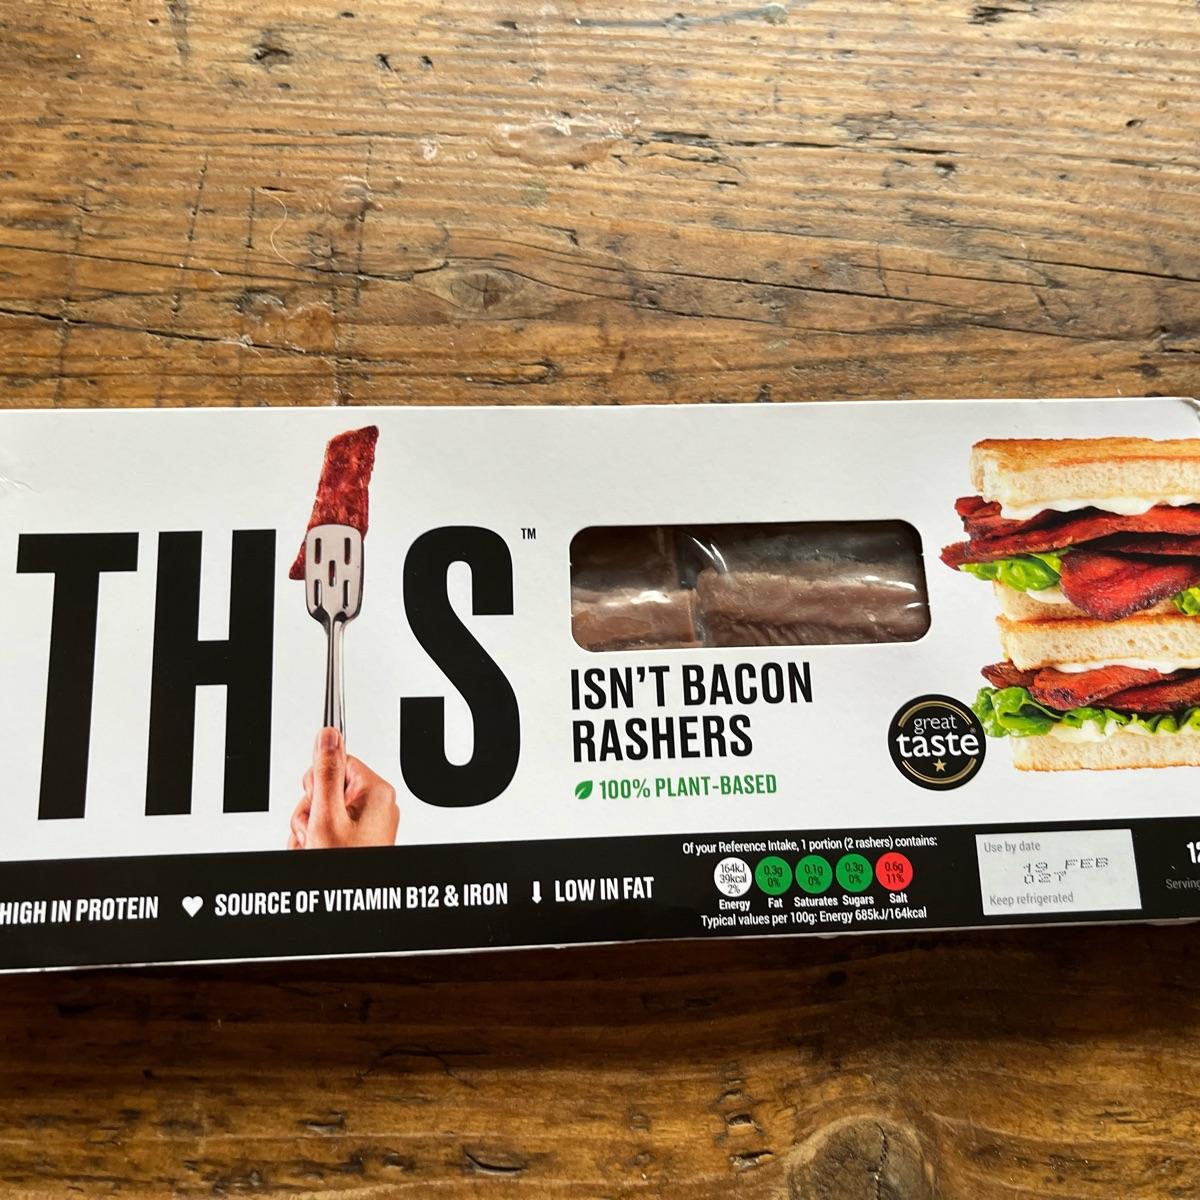 THIS™
ISN'T BACON
RASHERS
100% PLANT-BASED
great
taste
HIGH IN PROTEIN
SOURCE OF VITAMIN B12 & IRON
LOW IN FAT
Of your Reference Intake, 1 portion (2 rashers) contains:
164kJ
39kcal
2%
Energy
0.3g
0%
Fat
0.1g
0%
Saturates
0.3g
0%
Sugars
0.6g
11%
Salt
Typical values per 100g: Energy 685kJ/164kcal
Use by date
FEB
Keep refrigerated
Serving